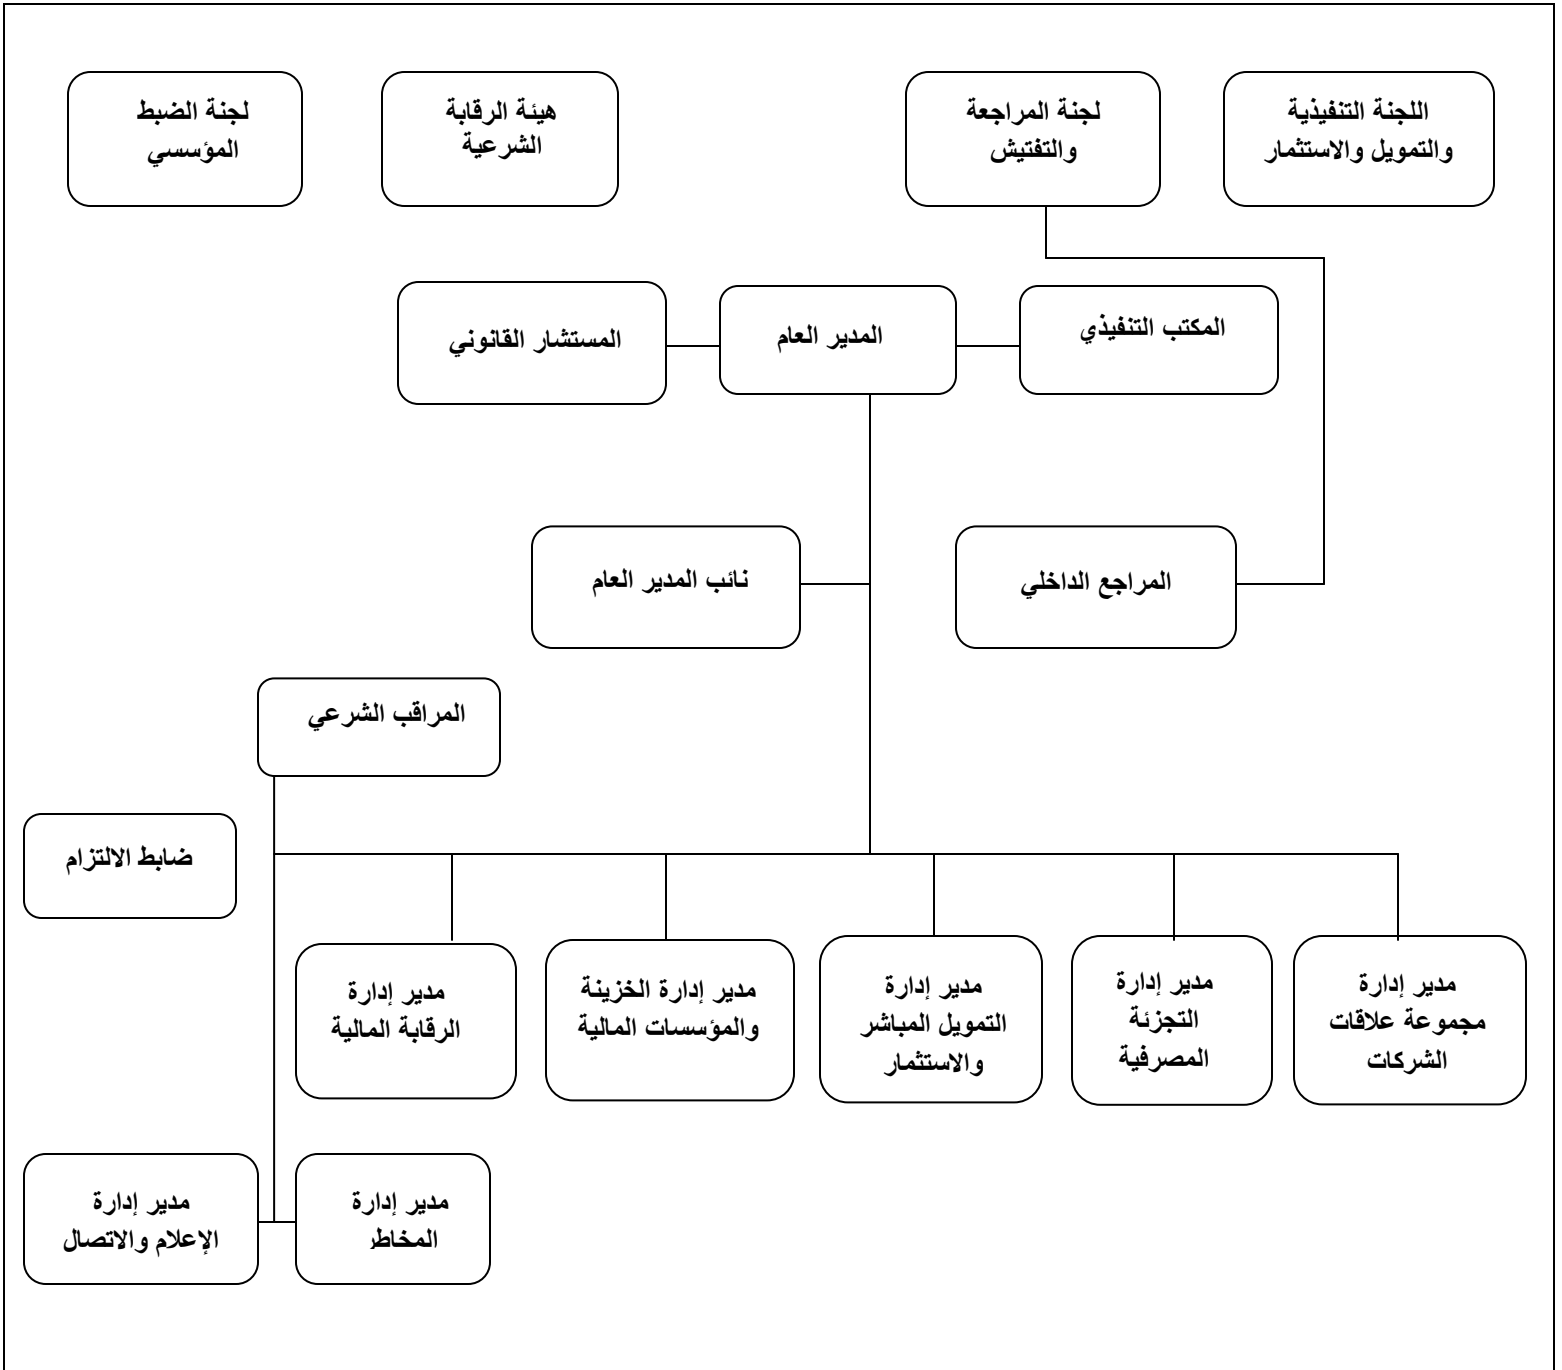 اللجنة التنفيذية
والتمويل والاستثمار
لجنة المراجعة
والتفتيش
هيئة الرقابة
الشرعية
لجنة الضبط
المؤسسي
المكتب التنفيذي
المدير العام
المستشار القانوني
المراجع الداخلي
نائب المدير العام
المراقب الشرعي
ضابط الالتزام
مدير إدارة
مجموعة علاقات
الشركات
مدير إدارة
التجزئة
المصرفية
مدير إدارة
التمويل المباشر
والاستثمار
مدير إدارة الخزينة
والمؤسسات المالية
مدير إدارة
الرقابة المالية
مدير إدارة
المخاطر
مدير إدارة
الإعلام والاتصال